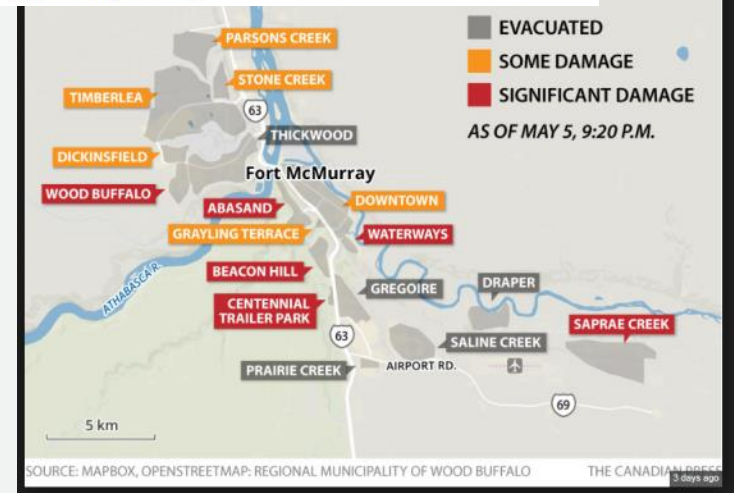 EVACUATED
SOME DAMAGE
SIGNIFICANT DAMAGE
AS OF MAY 5, 9:20 P.M.
PARSONS CREEK
STONE CREEK
TIMBERLEA
63
THICKWOOD
DICKINSFIELD
Fort McMurray
WOOD BUFFALO
ABASAND
DOWNTOWN
GRAYLING TERRACE
WATERWAYS
ATHABASCA R.
BEACON HILL
GREGOIRE
DRAPER
CENTENNIAL
TRAILER PARK
SAPRAE CREEK
63
SALINE CREEK
PRAIRIE CREEK
AIRPORT RD.
69
5 km
SOURCE: MAPBOX, OPENSTREETMAP: REGIONAL MUNICIPALITY OF WOOD BUFFALO
THE CANADIAN PRESS
3 days ago